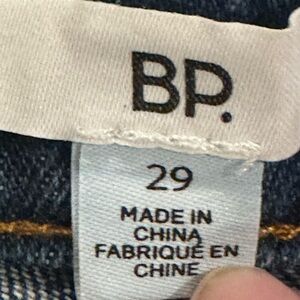 BP.
29
MADE IN
CHINA
FABRIQUÉ EN
CHINE